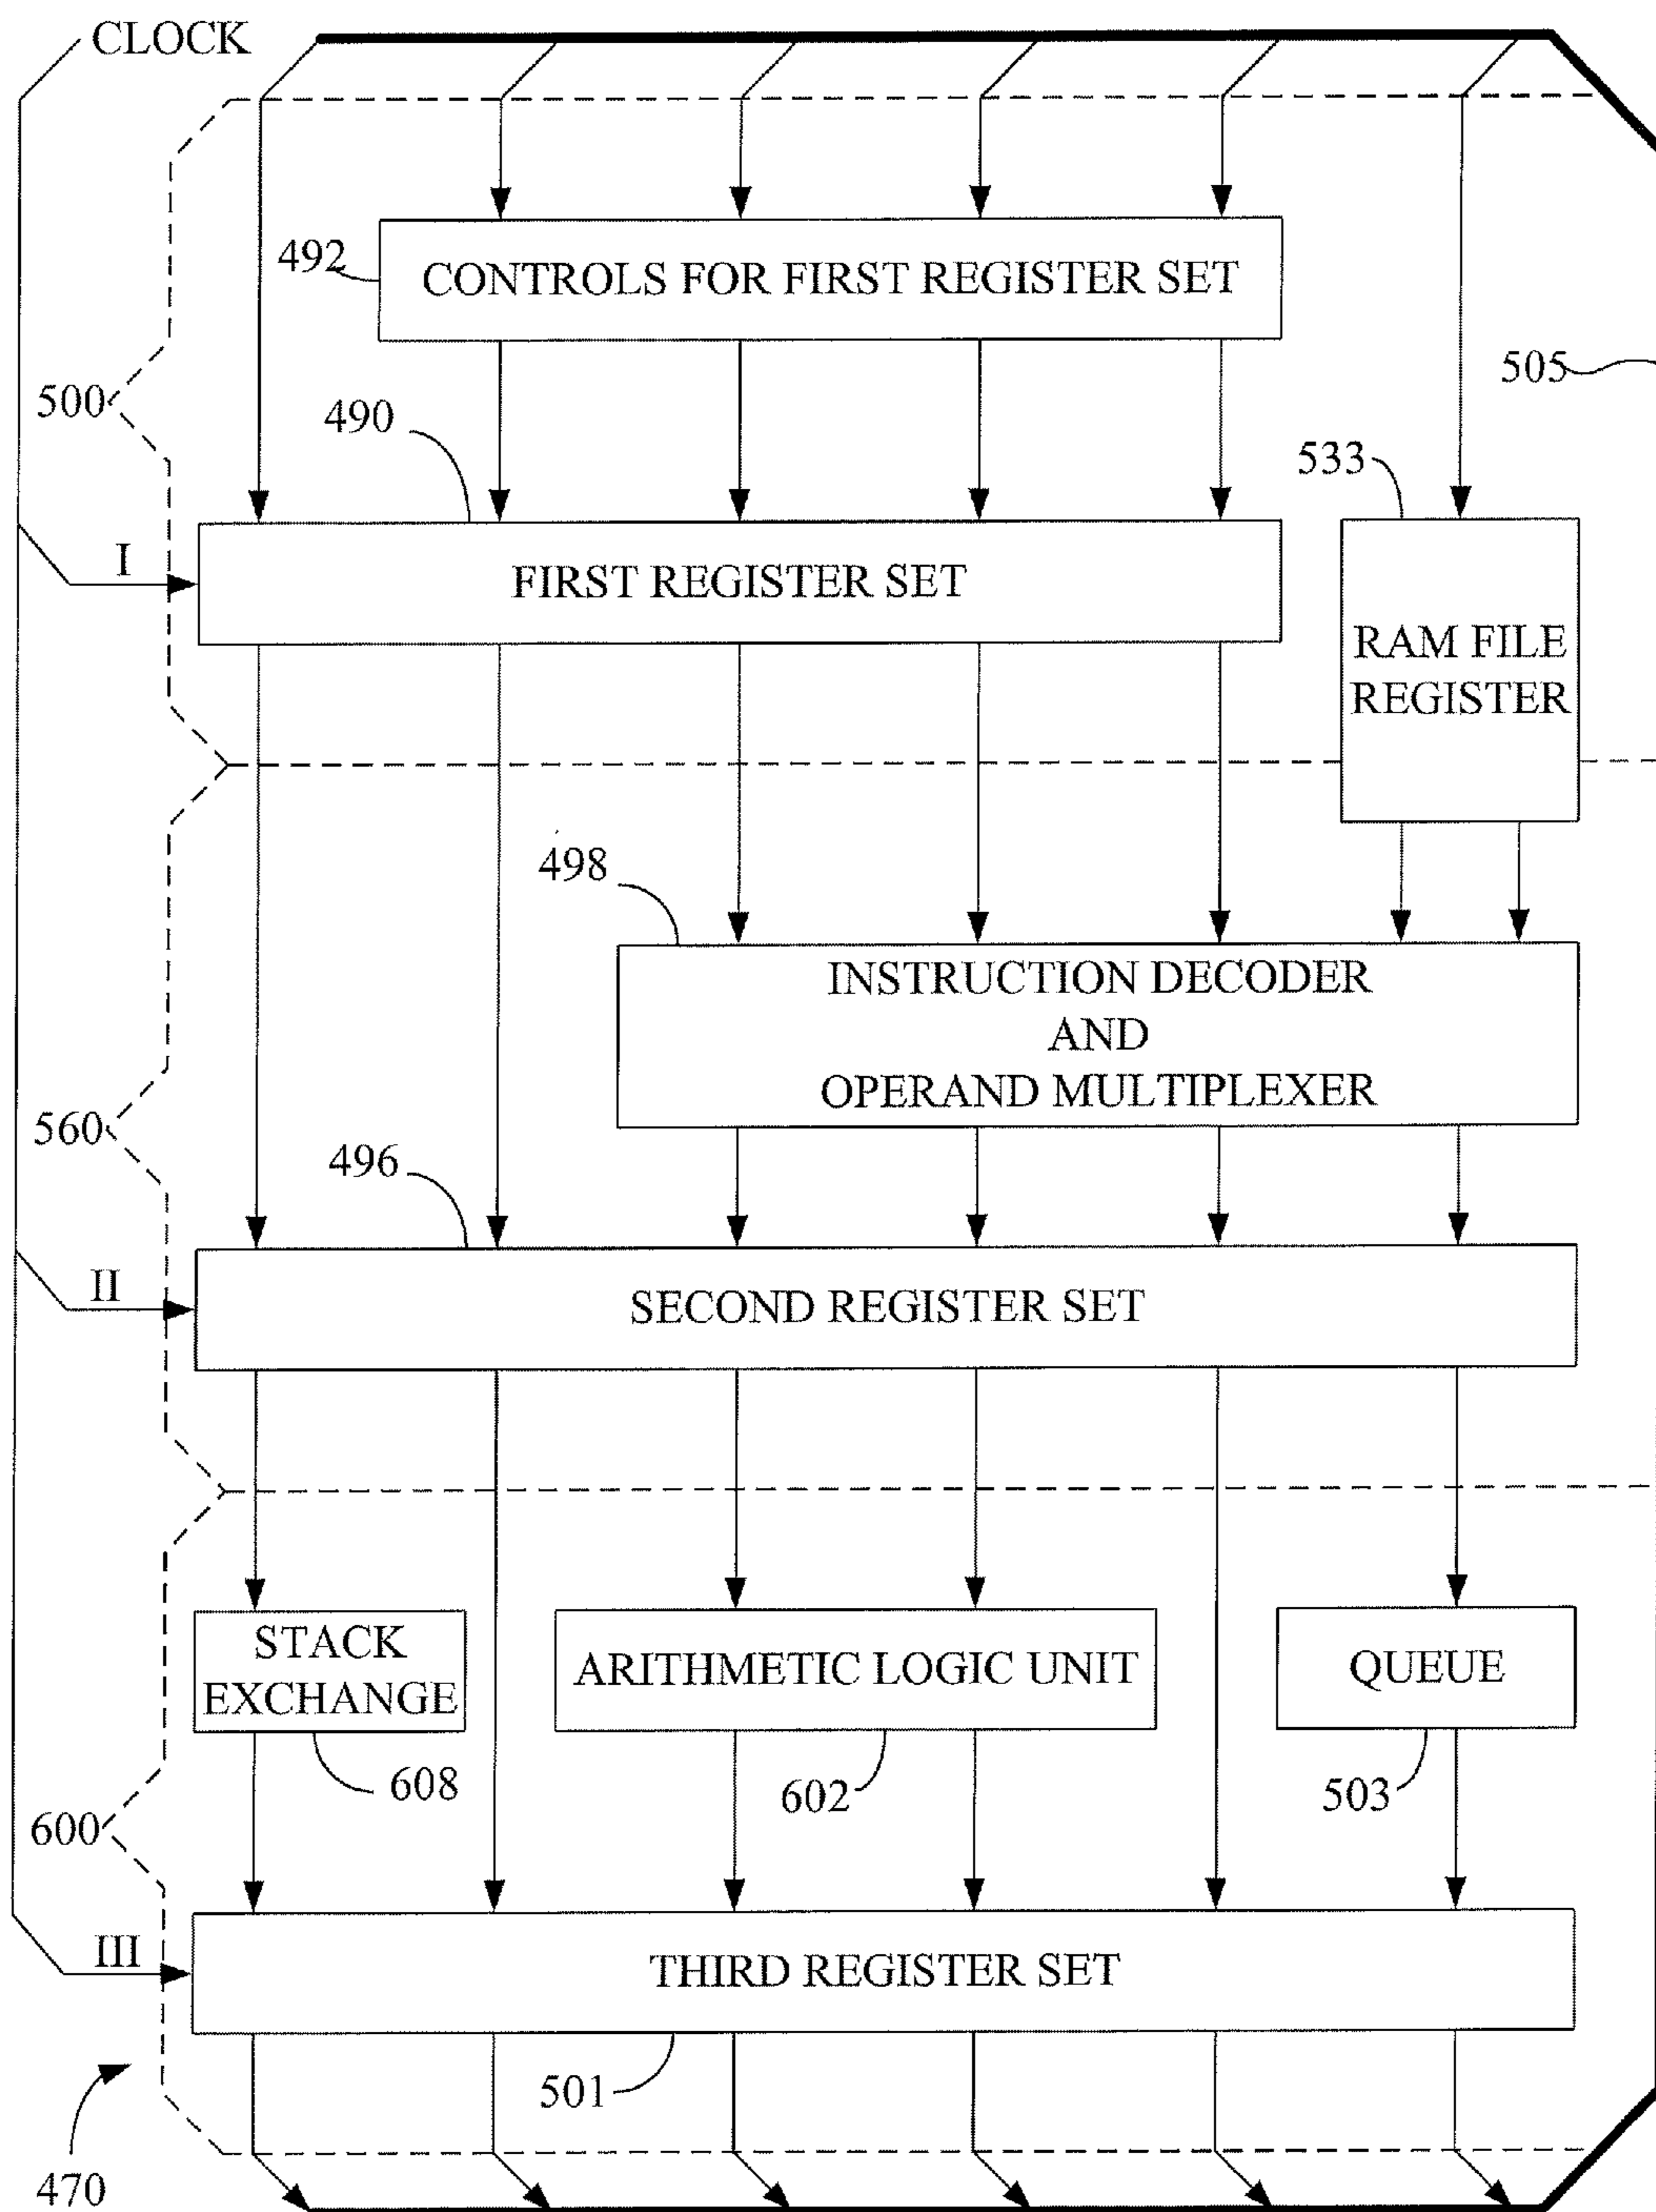 CLOCK
492
CONTROLS FOR FIRST REGISTER SET
505
500
490
533
I
FIRST REGISTER SET
RAM FILE
REGISTER
498
INSTRUCTION DECODER
AND
OPERAND MULTIPLEXER
560
496
II
SECOND REGISTER SET
STACK
EXCHANGE
ARITHMETIC LOGIC UNIT
QUEUE
608
602
503
600
III
THIRD REGISTER SET
501
470